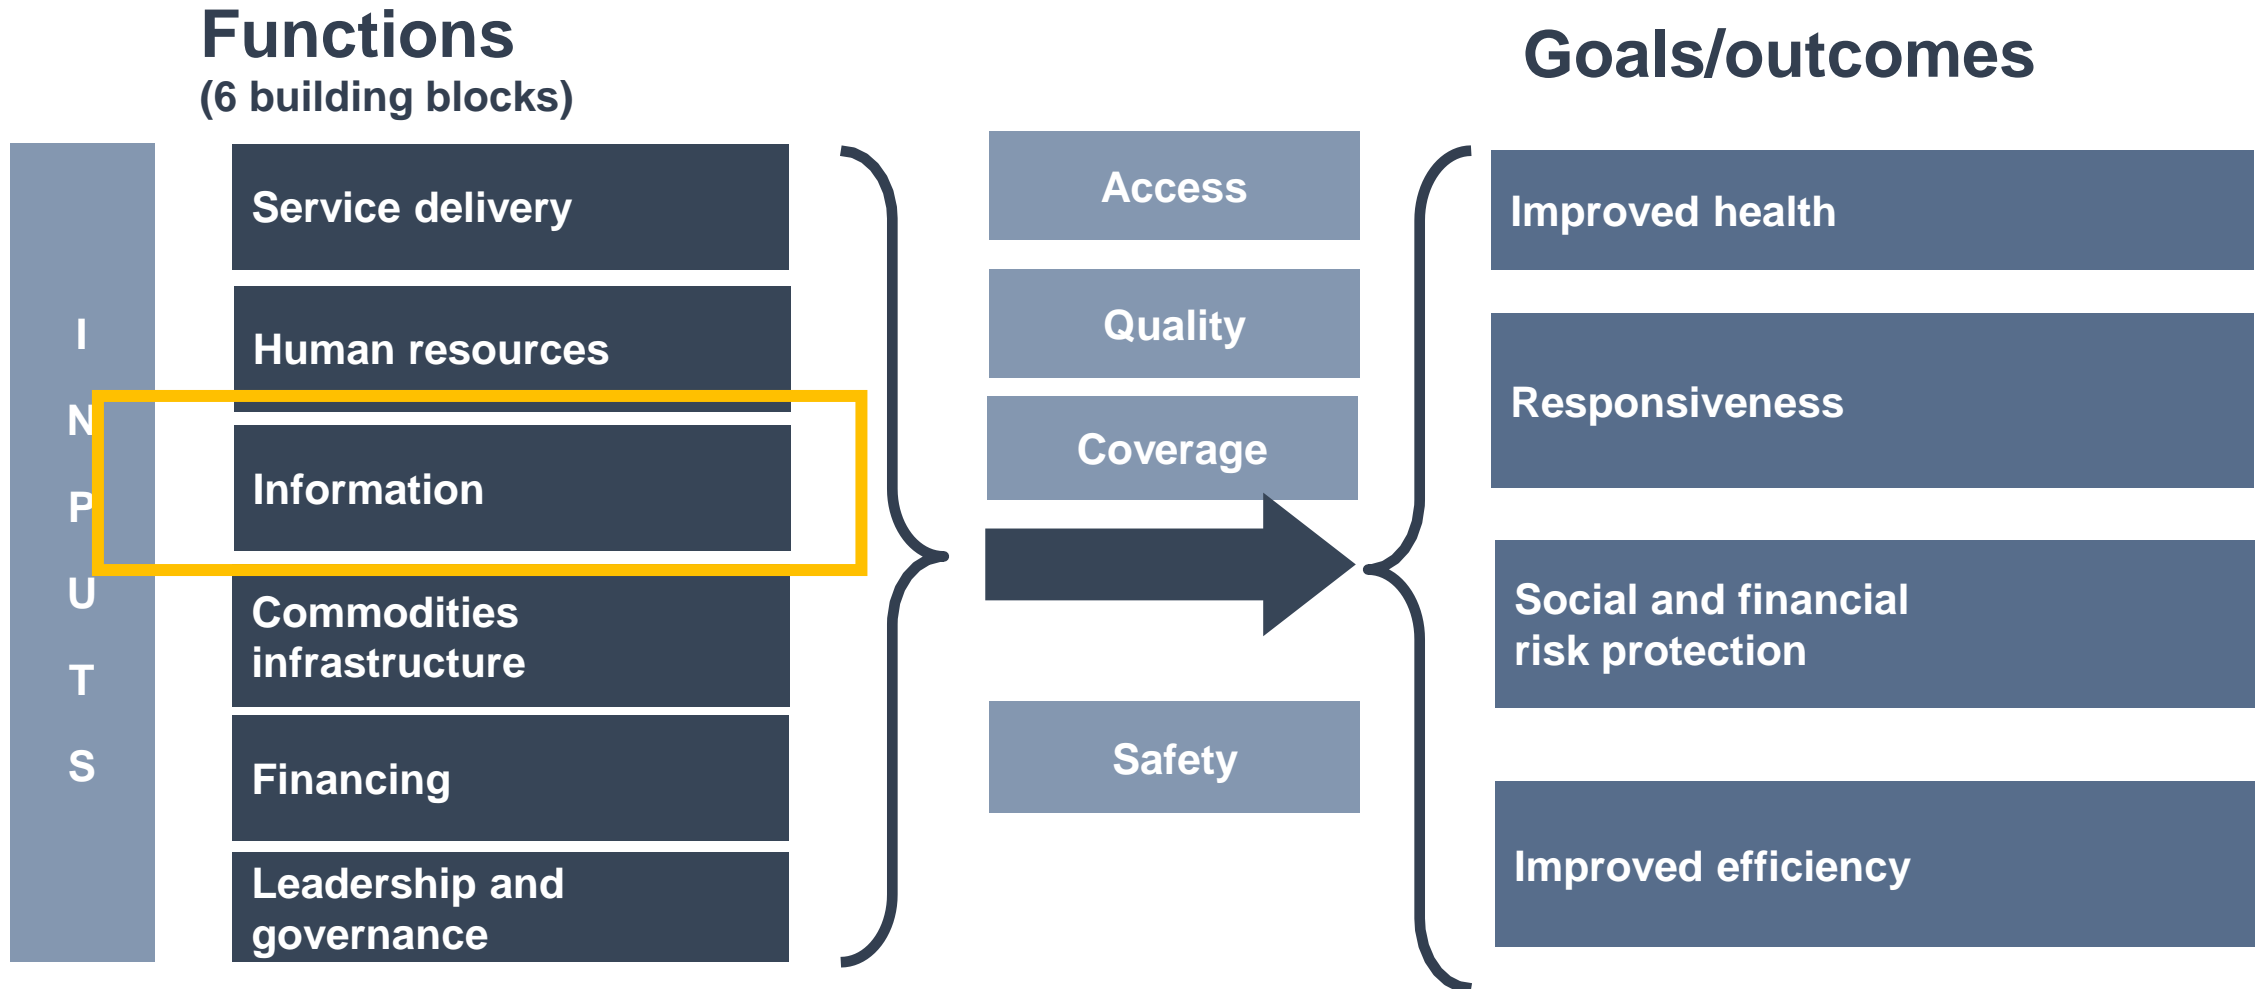 Functions
(6 building blocks)
Goals/outcomes
I
N
P
U
T
S
Service delivery
Human resources
Information
Commodities
infrastructure
Financing
Leadership and
governance
Access
Quality
Coverage
Safety
Improved health
Responsiveness
Social and financial
risk protection
Improved efficiency